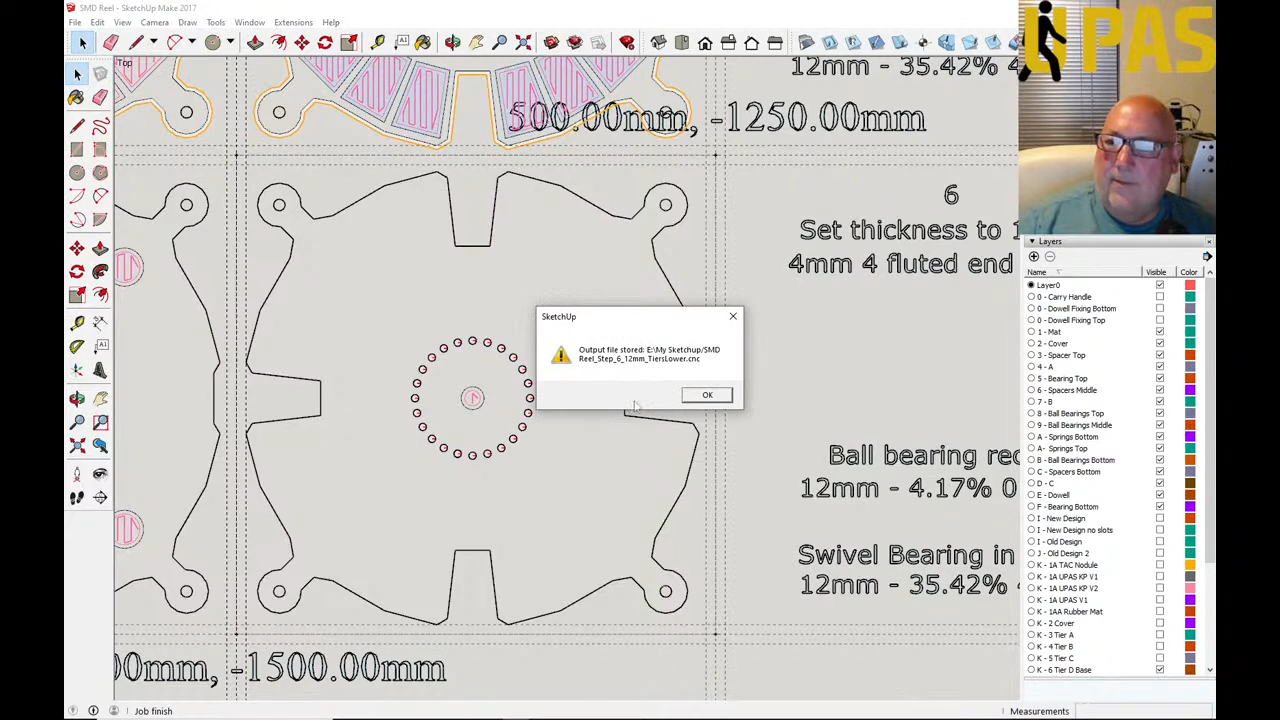 SMD Reel - SketchUp Make 2017
File Edit View Camera Draw Tools Window Extensions Help
Top
12mm - 35.42% 4
500.00mm, -1250.00mm
6
Set thickness to 1
4mm 4 fluted end
SketchUp
Output file stored: E:\My Sketchup/SMD
Reel_Step_6_12mm_TiersLower.cnc
OK
Ball bearing rec
12mm - 4.17% 0
Swivel Bearing in
12mm - 35.42% 4
00mm, -1500.00mm
UPAS
Layers
Name Visible Color
Layer0
0 - Carry Handle
0 - Dowell Fixing Bottom
0 - Dowell Fixing Top
1 - Mat
2 - Cover
3 - Spacer Top
4 - A
5 - Bearing Top
6 - Spacers Middle
7 - B
8 - Ball Bearings Top
9 - Ball Bearings Middle
A - Springs Bottom
A- Springs Top
B - Ball Bearings Bottom
C - Spacers Bottom
D - C
E - Dowell
F - Bearing Bottom
I - New Design
I - New Design no slots
I - Old Design
J - Old Design 2
K - 1A TAC Nodule
K - 1A UPAS KP V1
K - 1A UPAS KP V2
K - 1A UPAS V1
K - 1AA Rubber Mat
K - 2 Cover
K - 3 Tier A
K - 4 Tier B
K - 5 Tier C
K - 6 Tier D Base
Job finish
Measurements